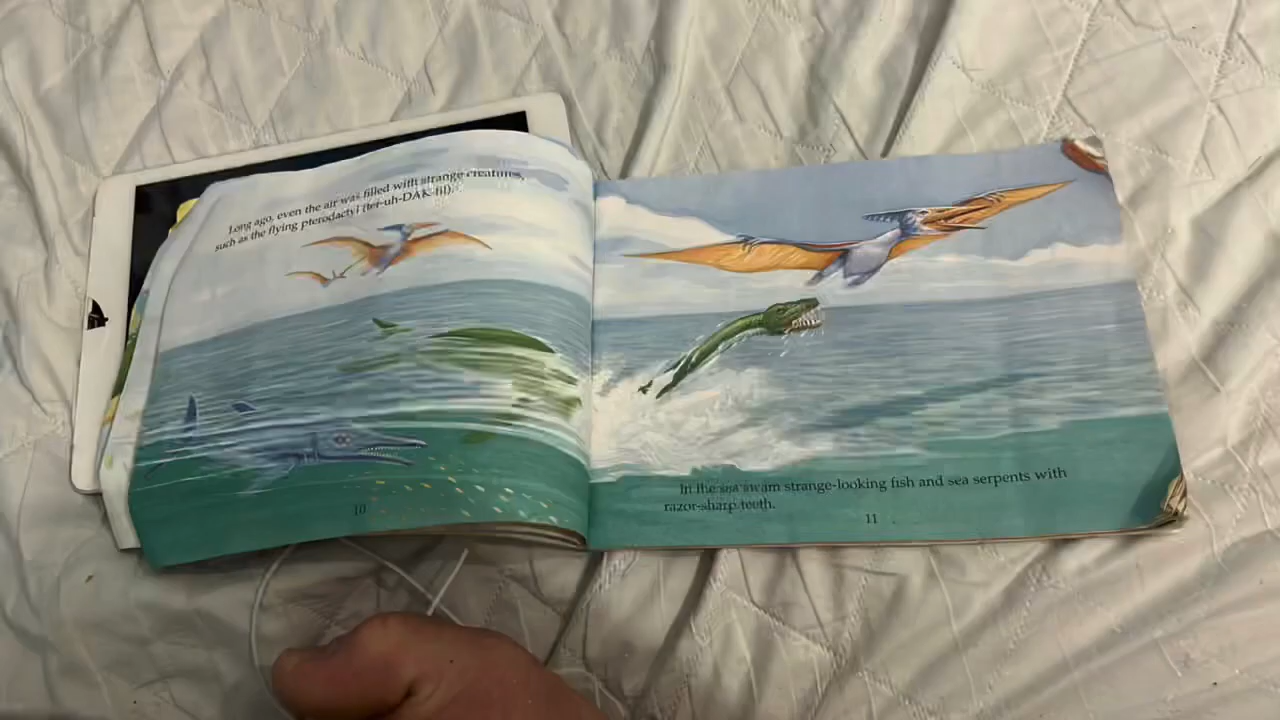 Long ago, even the air was filled with strange creatures,
such as the flying pterodactyl (ter-uh-DAK-til).
10
In the sea swam strange-looking fish and sea serpents with
razor-sharp teeth.
11